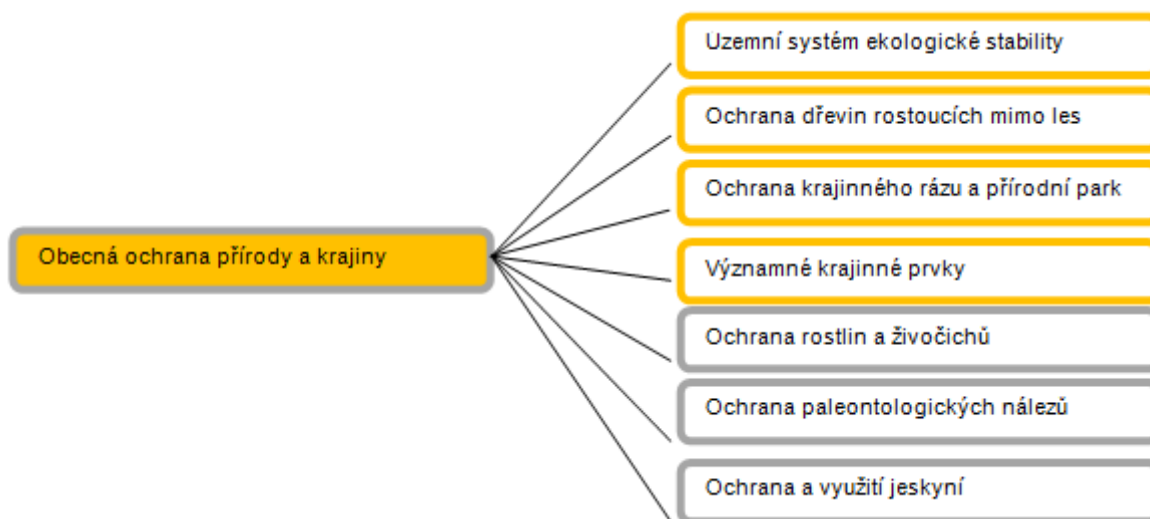 Uzemní systém ekologické stability
Ochrana dřevin rostoucích mimo les
Ochrana krajinného rázu a přírodní park
Obecná ochrana přírody a krajiny
Významné krajinné prvky
Ochrana rostlin a živočichů
Ochrana paleontologických nálezů
Ochrana a využití jeskyní